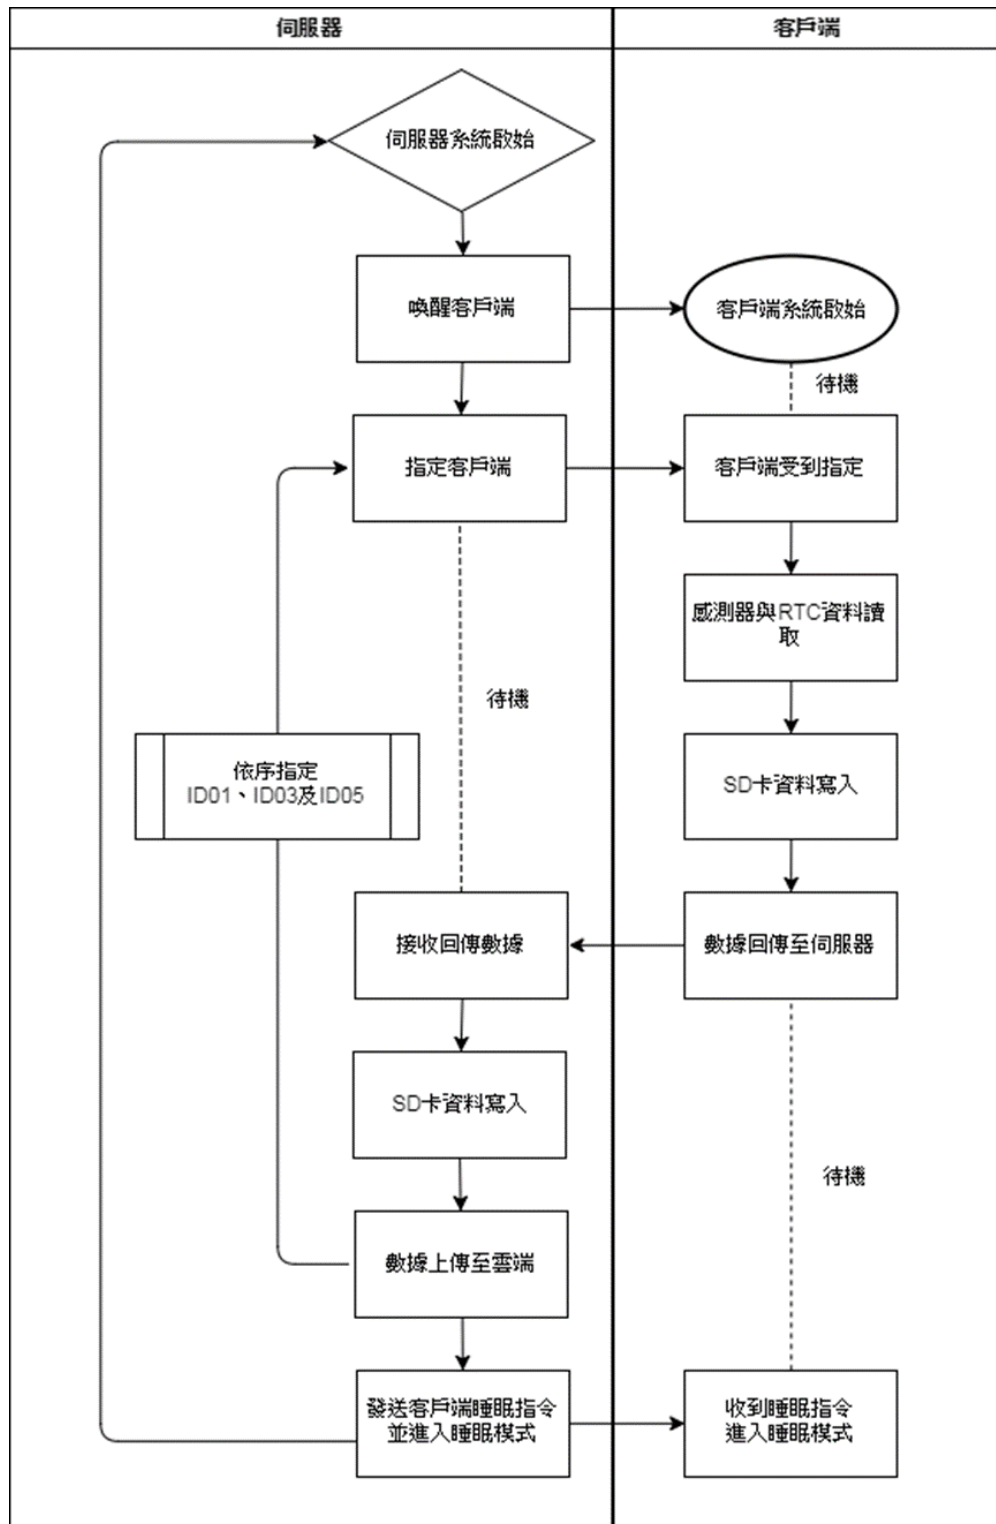 伺服器
客戶端
伺服器系統啟始
喚醒客戶端
客戶端系統啟始
待機
指定客戶端
客戶端受到指定
感測器與RTC資料讀
取
待機
依序指定
ID01、ID03及ID05
SD卡資料寫入
接收回傳數據
數據回傳至伺服器
SD卡資料寫入
待機
數據上傳至雲端
發送客戶端睡眠指令
並進入睡眠模式
收到睡眠指令
進入睡眠模式